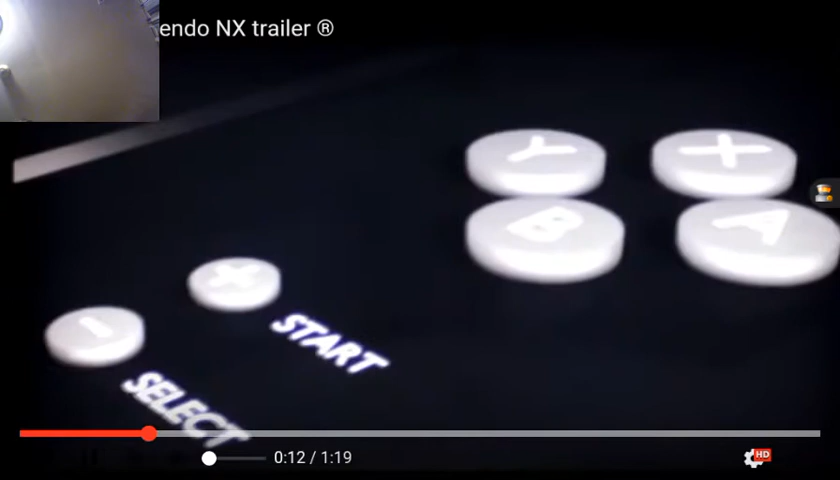 endo NX trailer ®
Y X
B A
+ START
- SELECT
0:12 / 1:19
HD